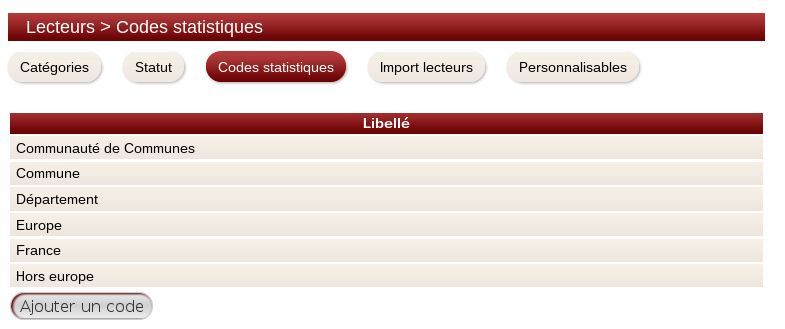 Lecteurs > Codes statistiques
Catégories Statut Codes statistiques Import lecteurs Personnalisables
Libellé
Communauté de Communes
Commune
Département
Europe
France
Hors europe
Ajouter un code